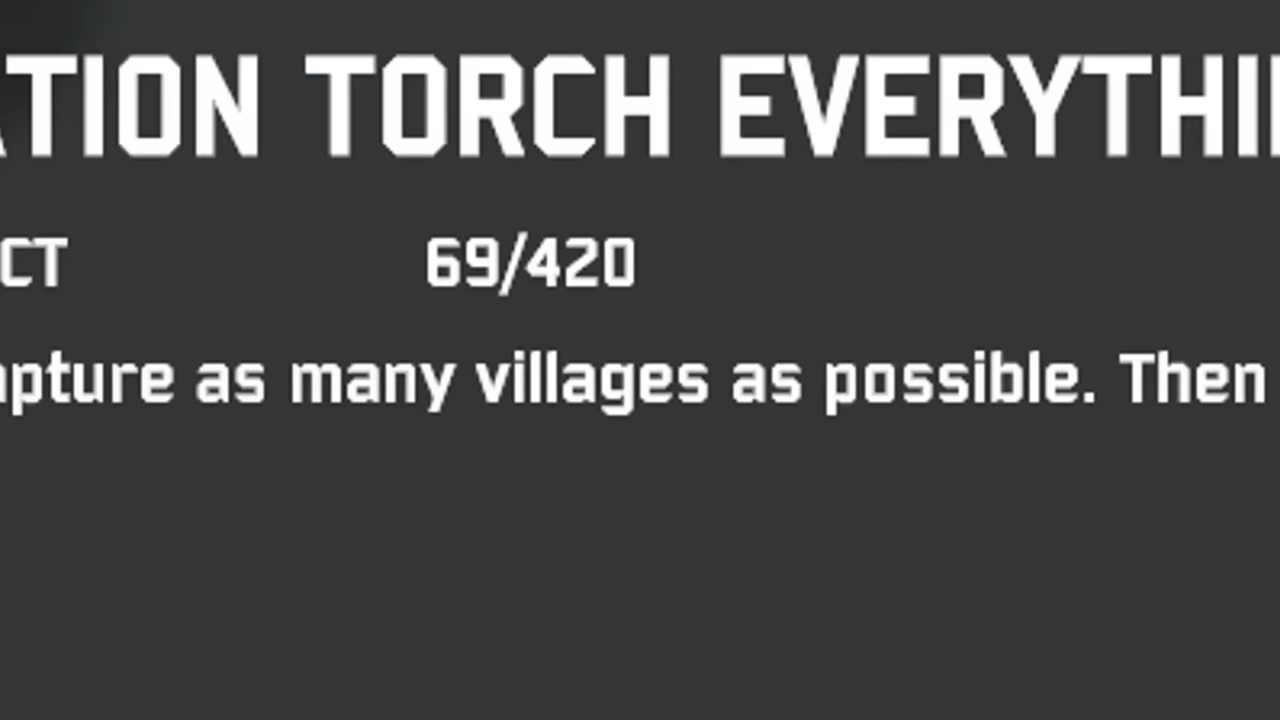 ATION TORCH EVERYTHI
CT 69/420
apture as many villages as possible. Then